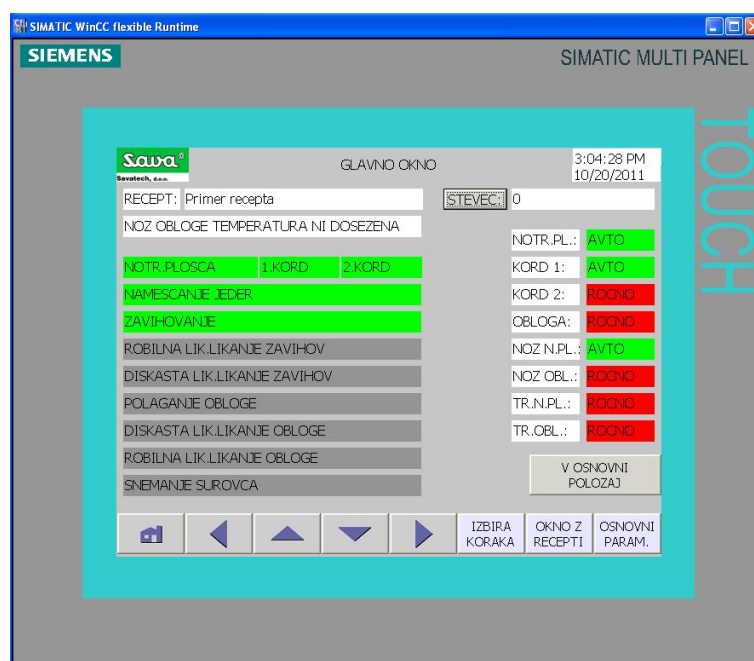 SIMATIC WinCC flexible Runtime
SIEMENS
SIMATIC MULTI PANEL
TOUCH
Sava®
Savatech, d.o.o.
GLAVNO OKNO
3:04:28 PM
10/20/2011
RECEPT: Primer recepta
STEVEC: 0
NOZ OBLOGE TEMPERATURA NI DOSEZENA
NOTR.PL.: AVTO
NOTR.PLOSCA 1.KORD 2.KORD
KORD 1: AVTO
NAMESCANJE JEDER
KORD 2: ROCNO
ZAVIHOVANJE
OBLOGA: ROCNO
ROBILNA LIK.LIKANJE ZAVIHOV
NOZ N.PL.: AVTO
DISKASTA LIK.LIKANJE ZAVIHOV
NOZ OBL.: ROCNO
POLAGANJE OBLOGE
TR.N.PL.: ROCNO
DISKASTA LIK.LIKANJE OBLOGE
TR.OBL.: ROCNO
ROBILNA LIK.LIKANJE OBLOGE
SNEMANJE SUROVCA
V OSNOVNI
POLOZAJ
IZBIRA
KORAKA
OKNO Z
RECEPTI
OSNOVNI
PARAM.